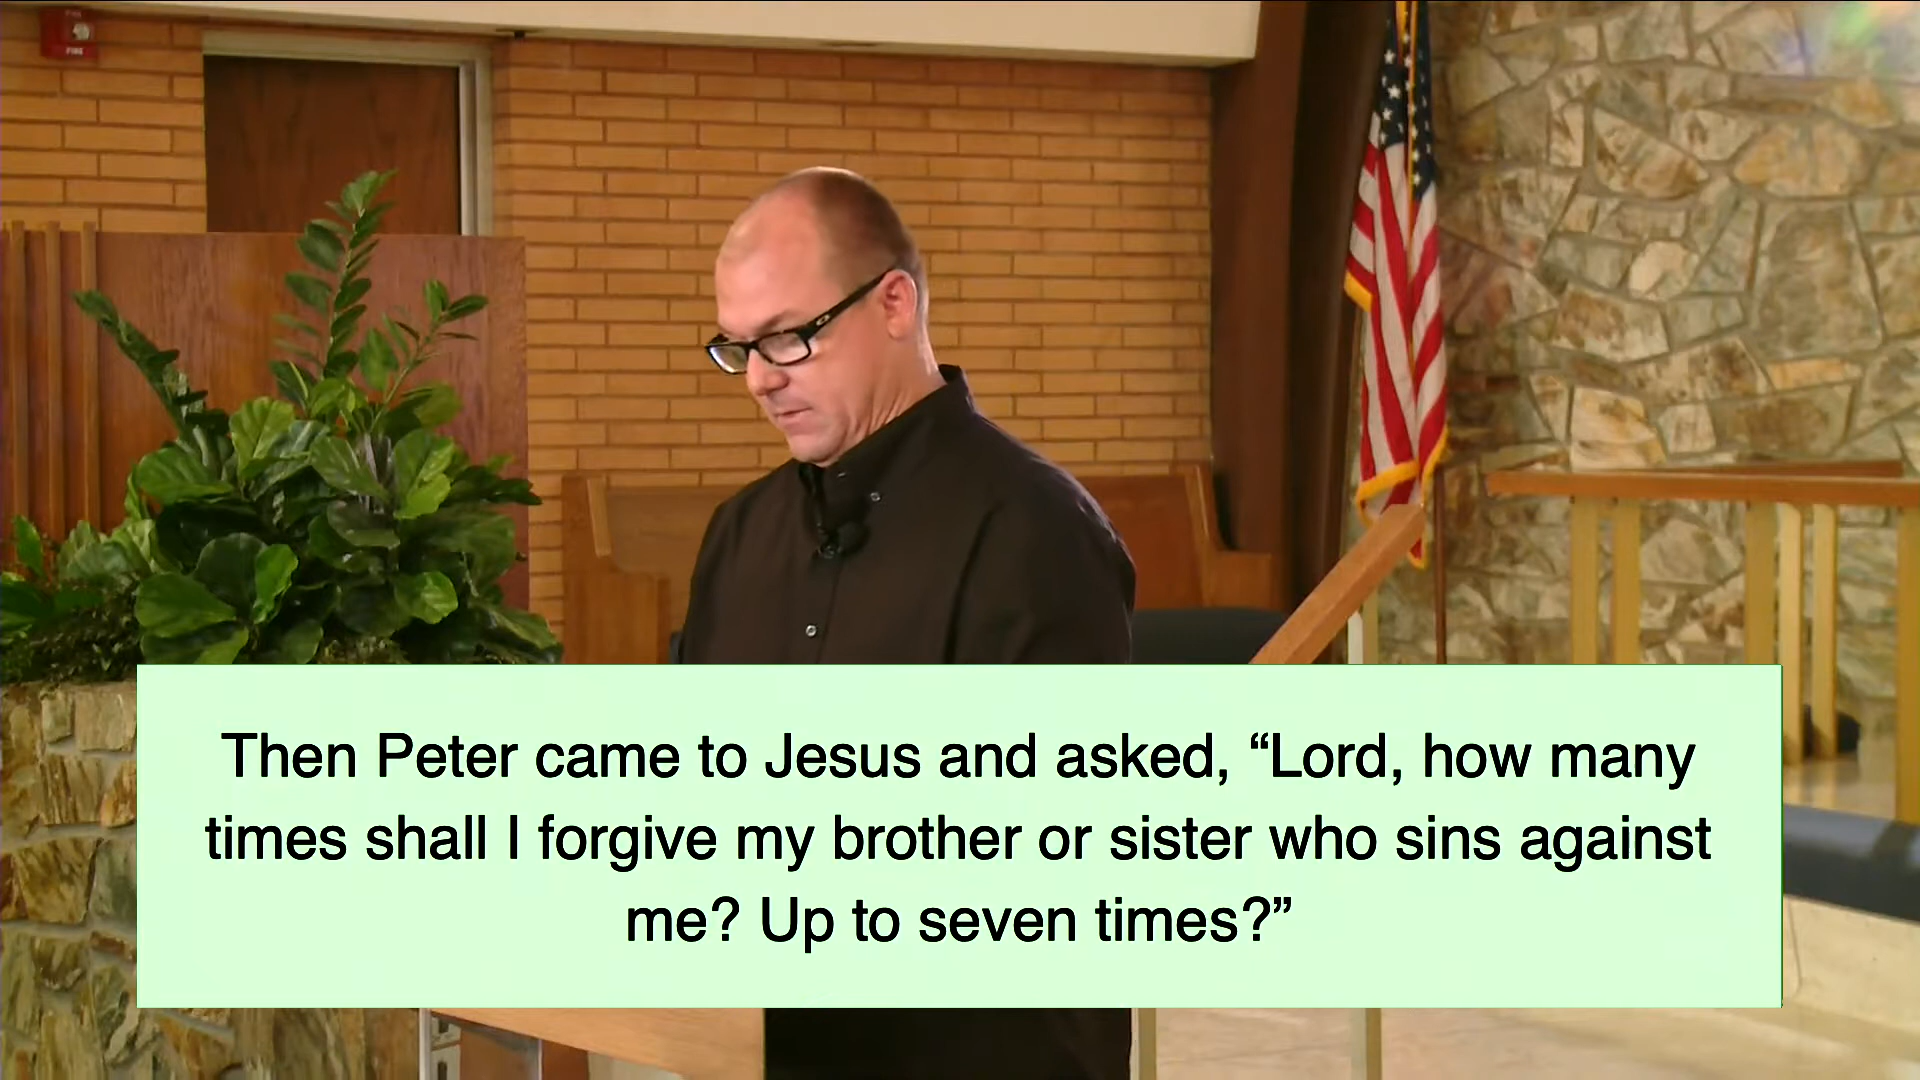 FIRE
Then Peter came to Jesus and asked, “Lord, how many
times shall I forgive my brother or sister who sins against
me? Up to seven times?”